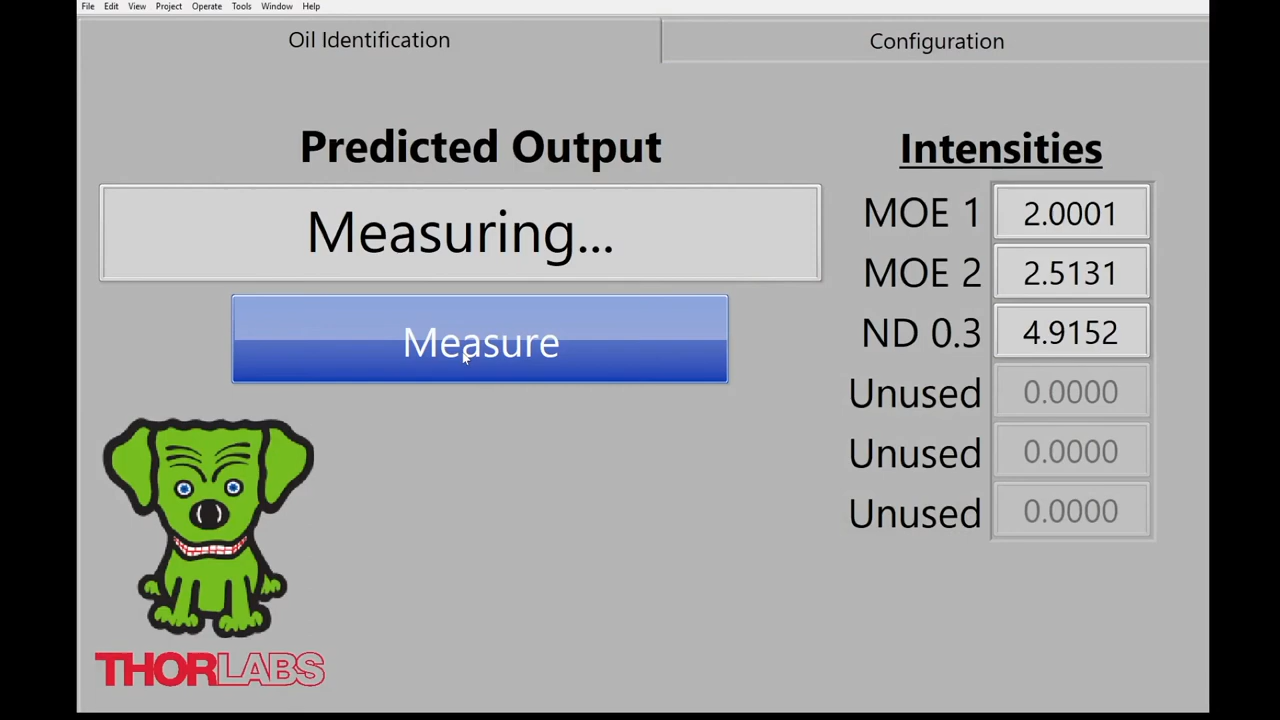 File Edit View Project Operate Tools Window Help
Oil Identification
Configuration
Predicted Output
Measuring...
Measure
Intensities
MOE 1 2.0001
MOE 2 2.5131
ND 0.3 4.9152
Unused 0.0000
Unused 0.0000
Unused 0.0000
THORLABS